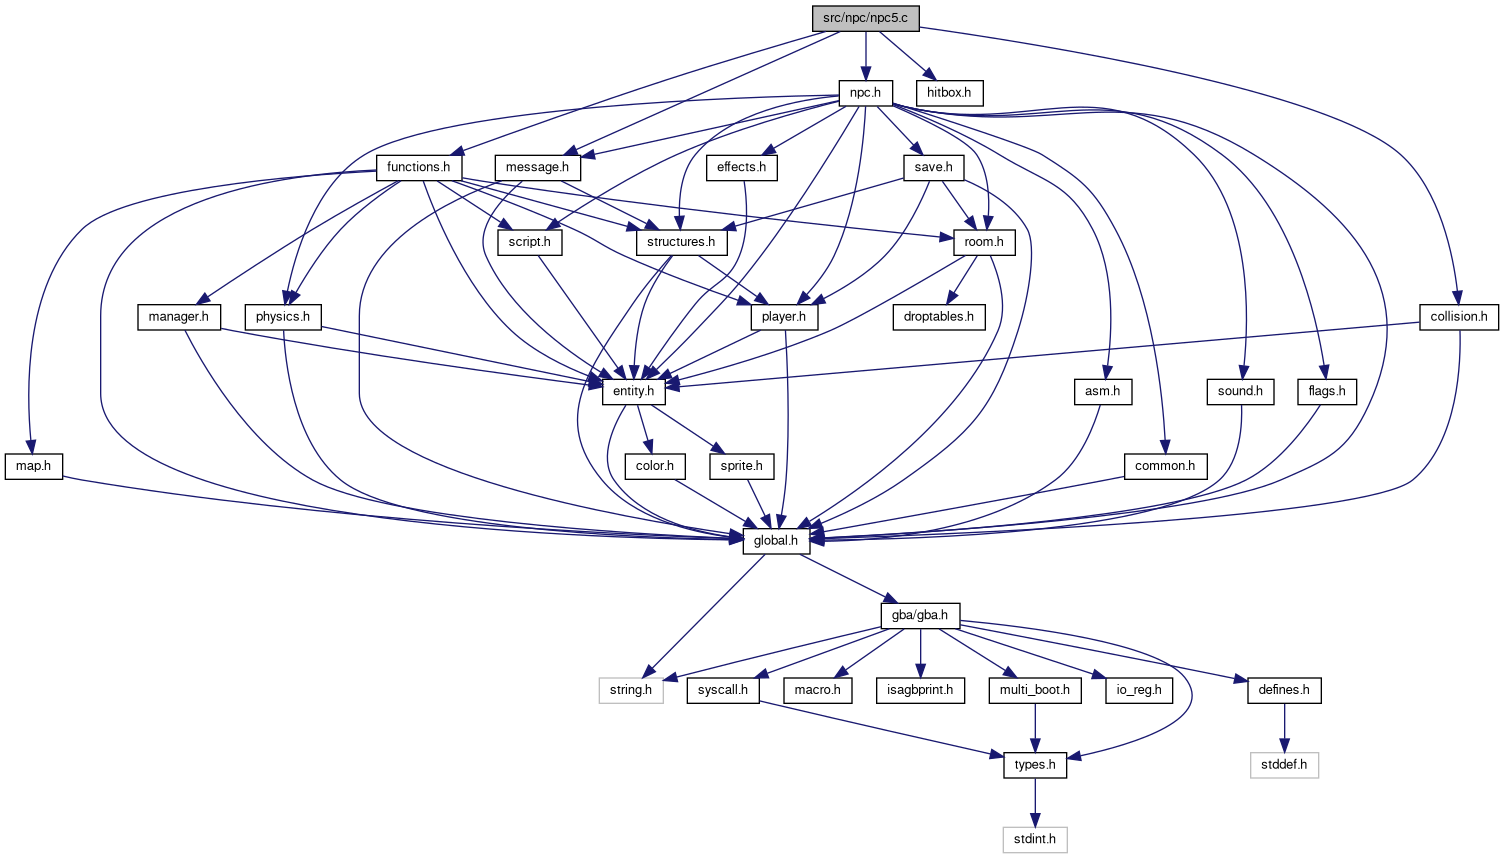 src/npc/npc5.c
npc.h
hitbox.h
functions.h
message.h
effects.h
save.h
script.h
structures.h
room.h
manager.h
physics.h
player.h
droptables.h
collision.h
entity.h
asm.h
sound.h
flags.h
map.h
color.h
sprite.h
common.h
global.h
gba/gba.h
string.h
syscall.h
macro.h
isagbprint.h
multi_boot.h
io_reg.h
defines.h
types.h
stddef.h
stdint.h